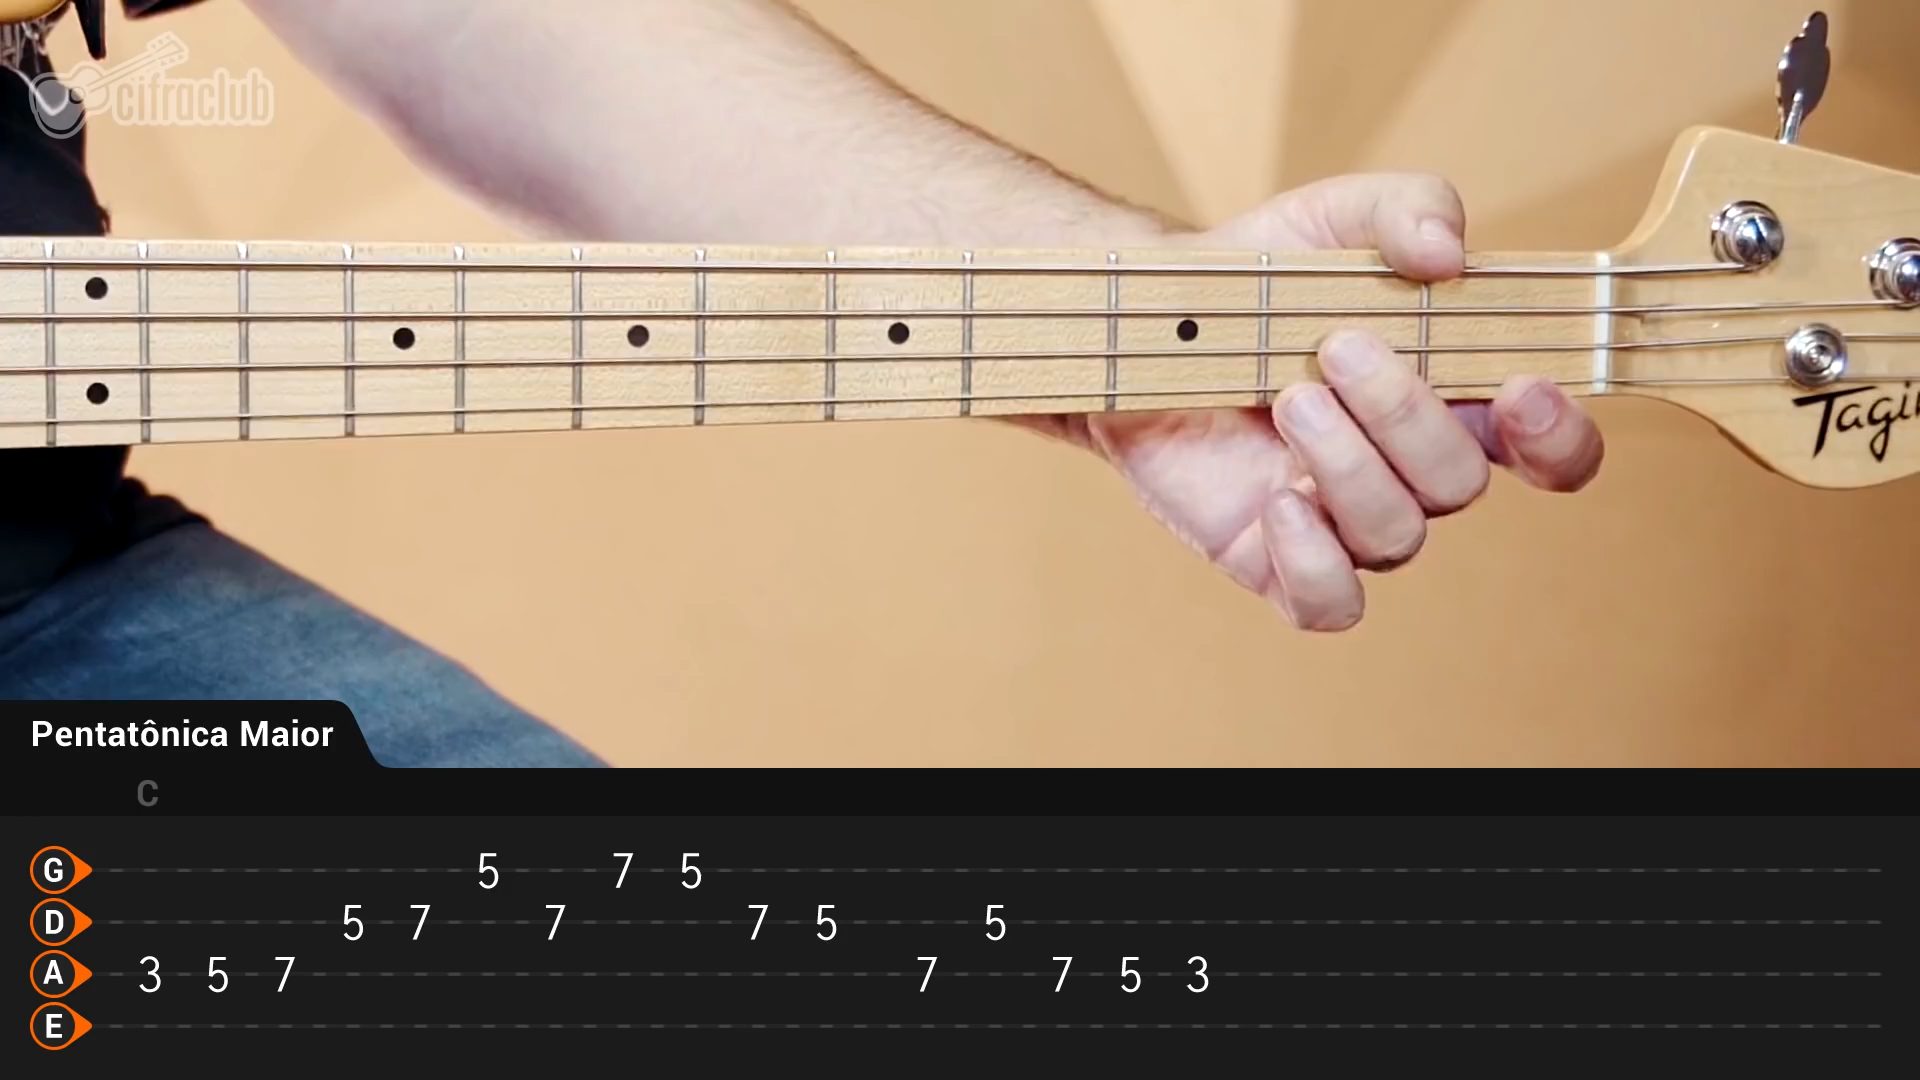 cifraclub
Tagi
Pentatônica Maior
C
G 5 7 5
D 5 7 7 7 5 5
A 3 5 7 7 7 5 3
E